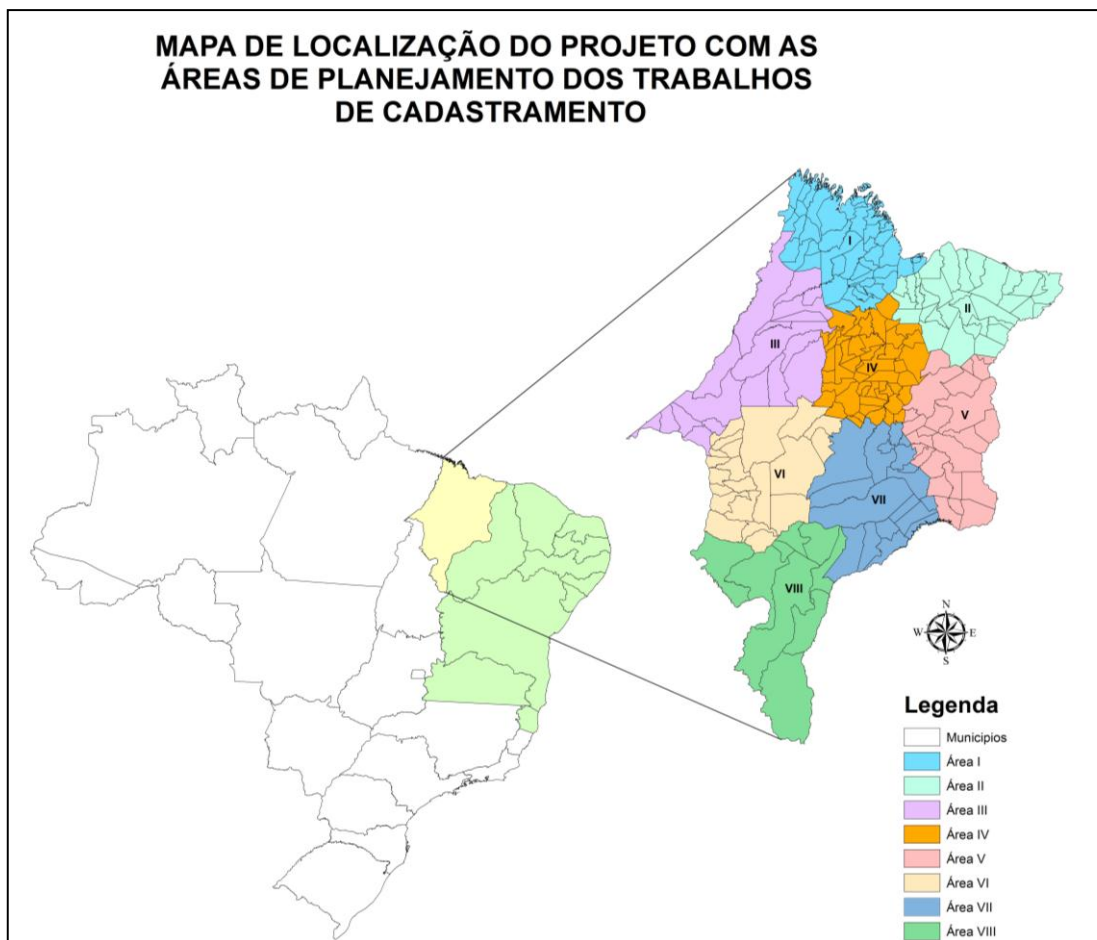 MAPA DE LOCALIZAÇÃO DO PROJETO COM AS
ÁREAS DE PLANEJAMENTO DOS TRABALHOS
DE CADASTRAMENTO
I
II
III
IV
V
VI
VII
VIII
N
W E
S
Legenda
Municipios
Área I
Área II
Área III
Área IV
Área V
Área VI
Área VII
Área VIII